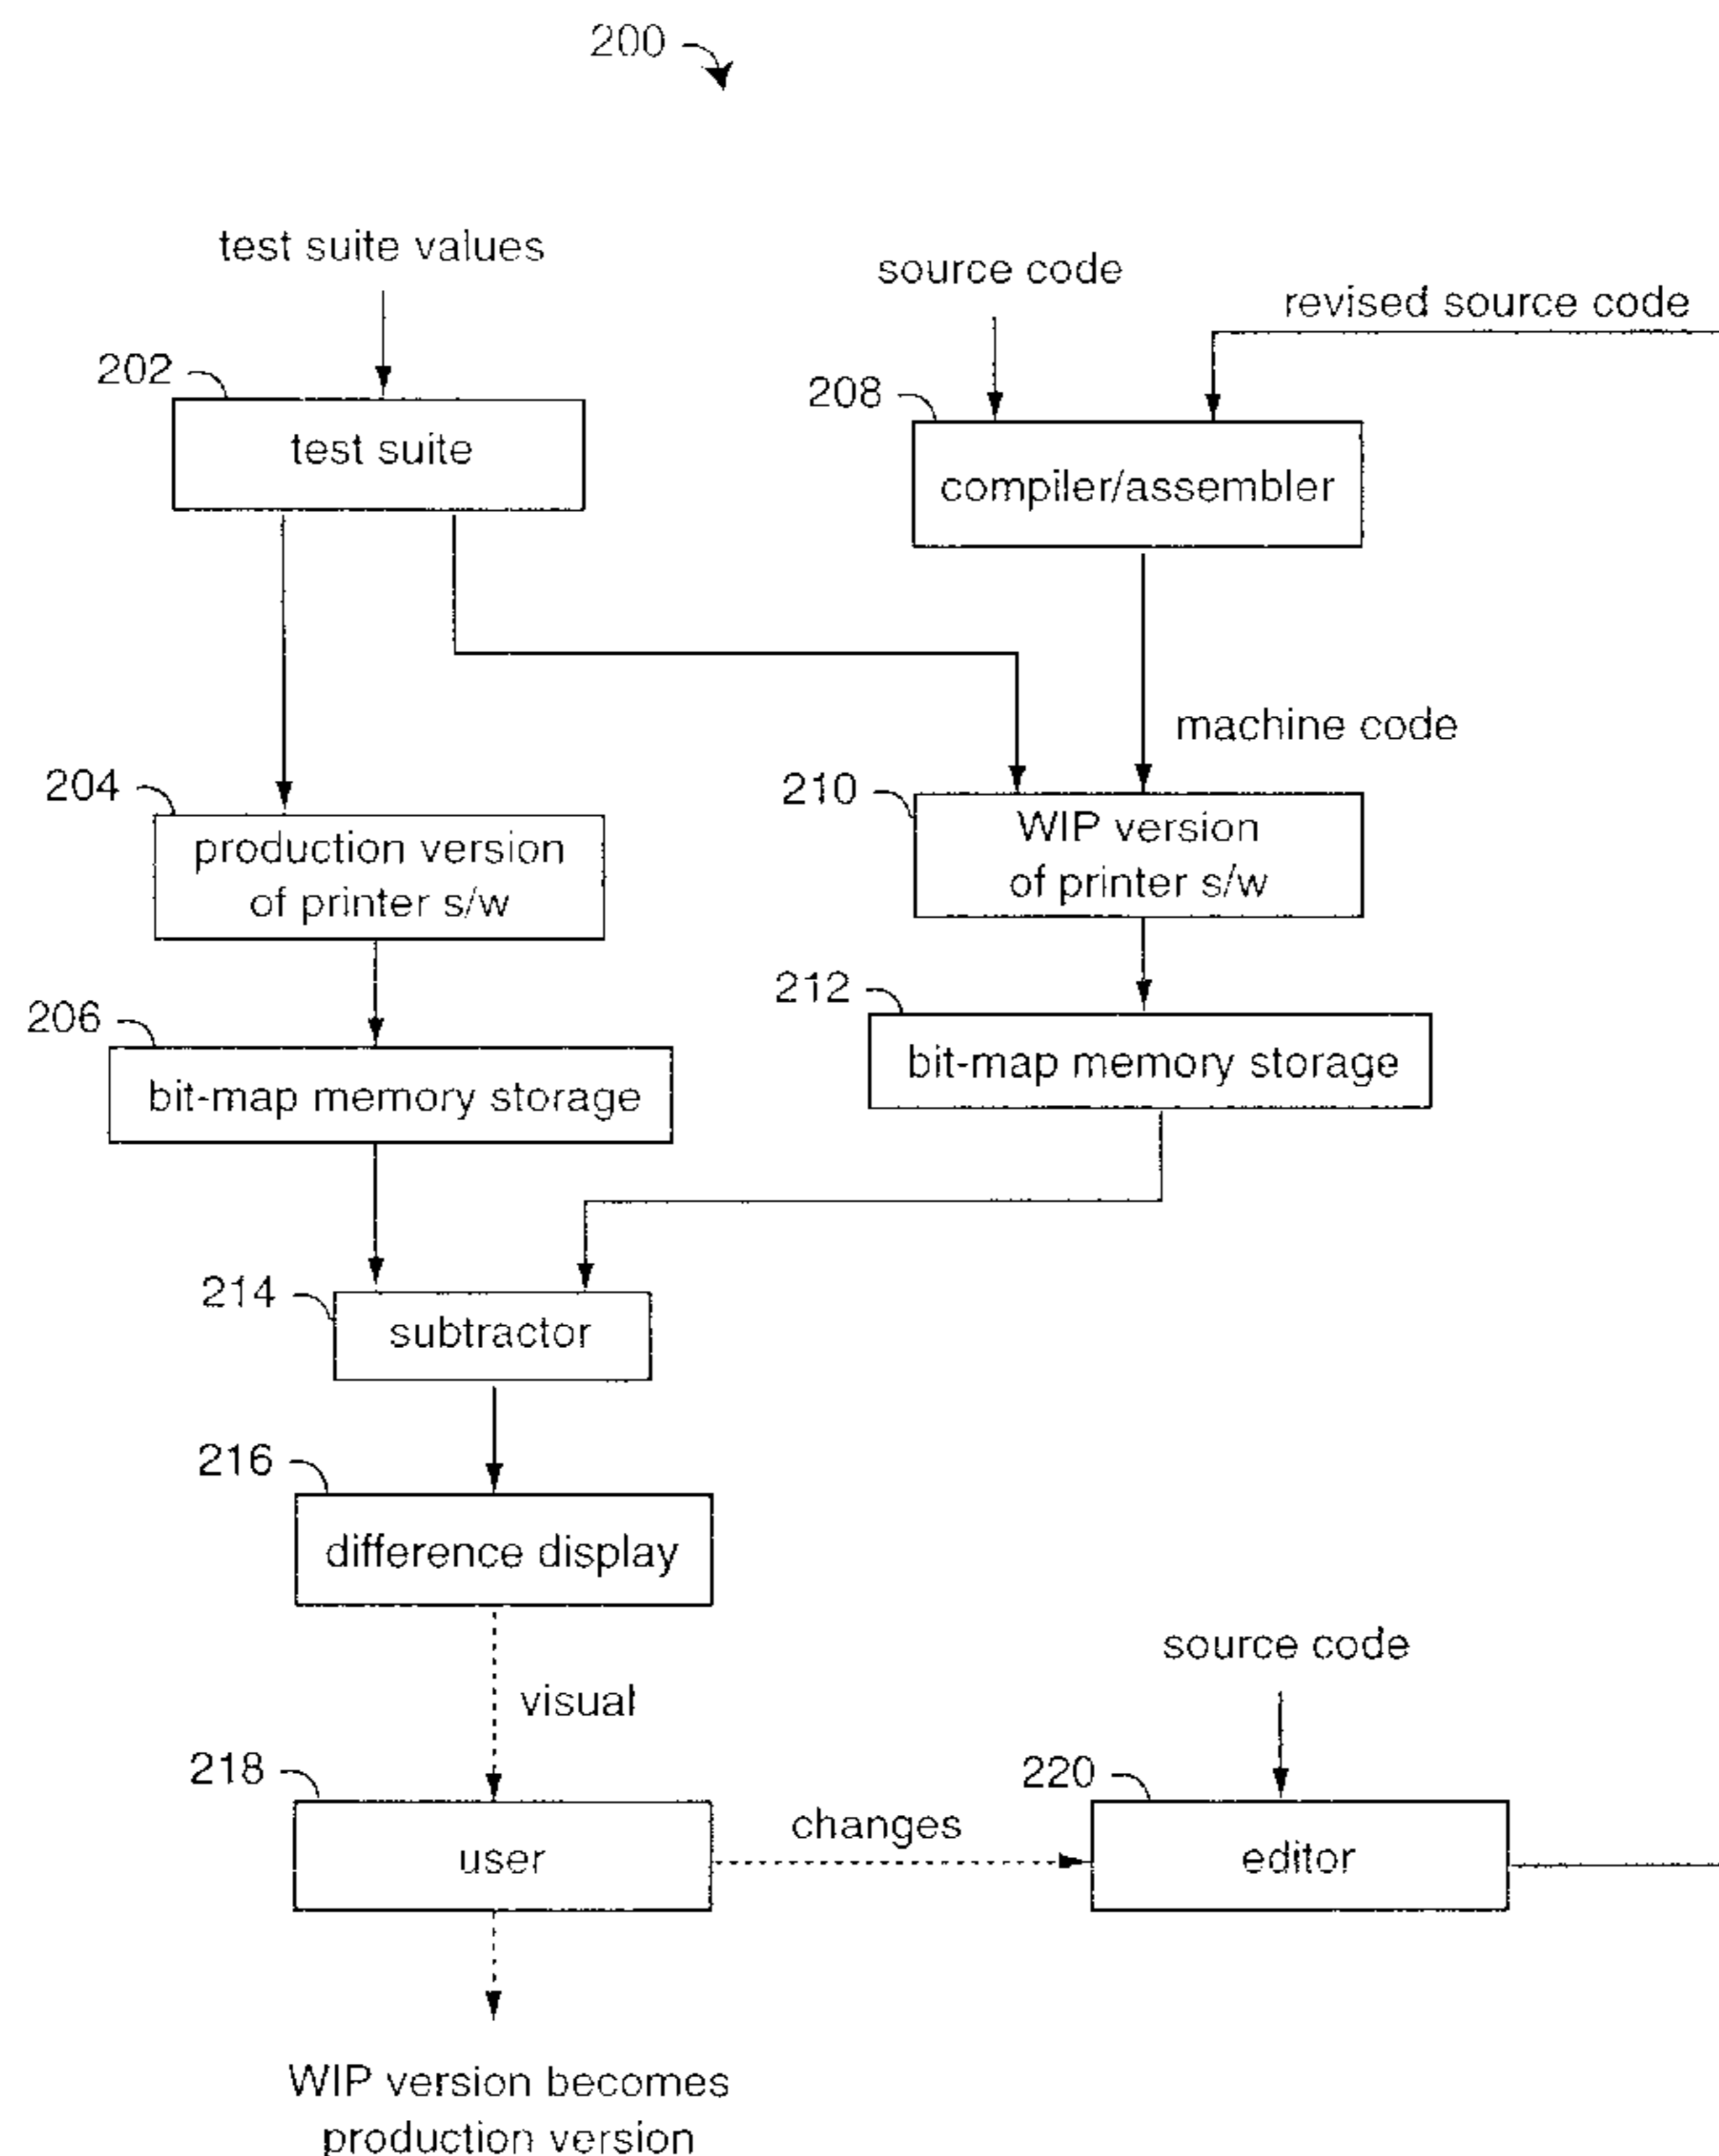 200
test suite values
source code
revised source code
202
test suite
208
compiler/assembler
machine code
204
production version
of printer s/w
210
WIP version
of printer s/w
206
bit-map memory storage
212
bit-map memory storage
214
subtractor
216
difference display
visual
source code
218
user
changes
220
editor
WIP version becomes
production version